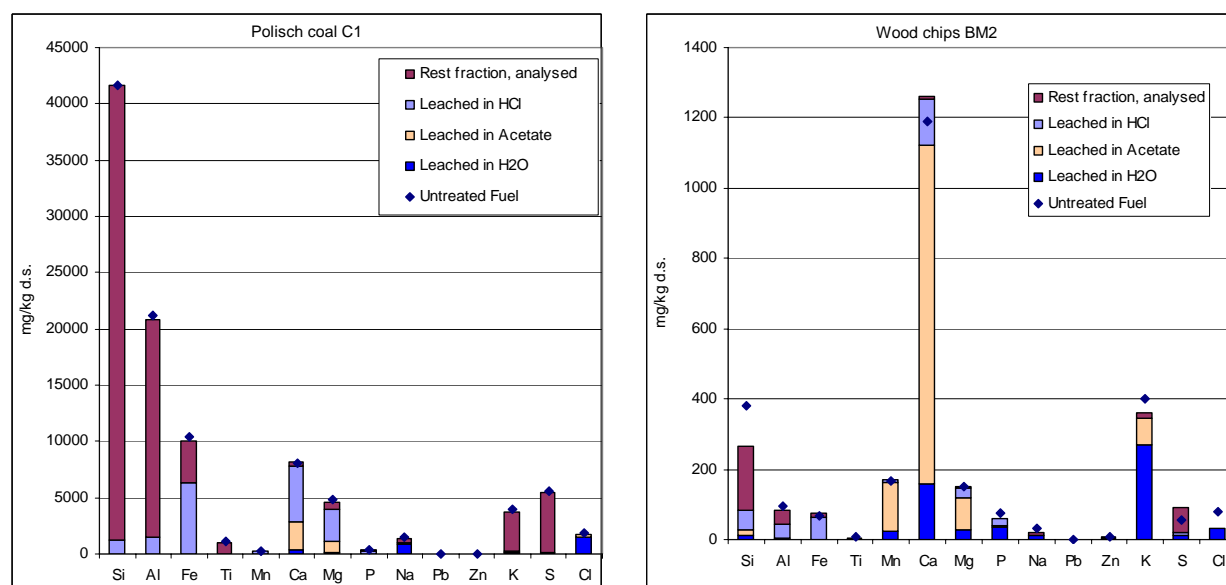 Polisch coal C1
45000
40000
35000
30000
25000
20000
15000
10000
5000
0
mg/kg d.s.
Rest fraction, analysed
Leached in HCl
Leached in Acetate
Leached in H2O
Untreated Fuel
Si Al Fe Ti Mn Ca Mg P Na Pb Zn K S Cl
Wood chips BM2
1400
1200
1000
800
600
400
200
0
mg/kg d.s.
Rest fraction, analysed
Leached in HCl
Leached in Acetate
Leached in H2O
Untreated Fuel
Si Al Fe Ti Mn Ca Mg P Na Pb Zn K S Cl